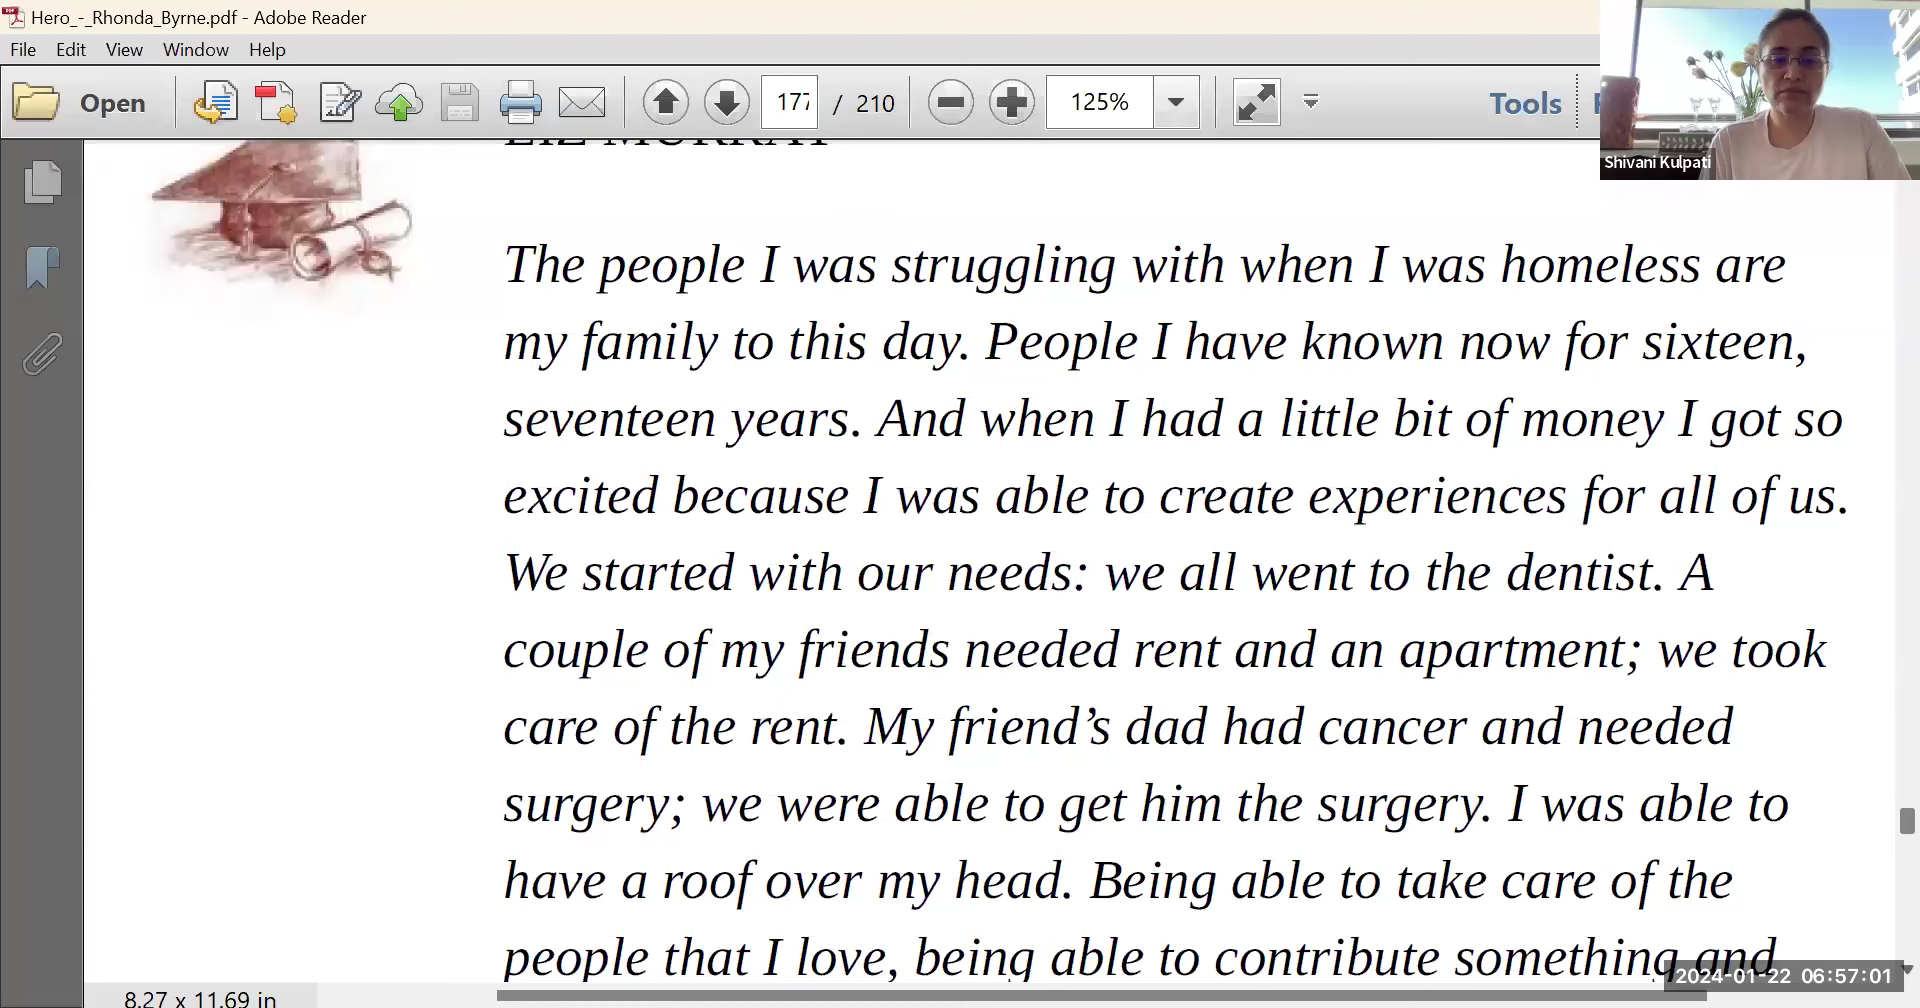 Hero_-_Rhonda_Byrne.pdf - Adobe Reader
File Edit View Window Help
Open 177 / 210 125% Tools
Shivani Kulpati
LIZ MURRAY
The people I was struggling with when I was homeless are
my family to this day. People I have known now for sixteen,
seventeen years. And when I had a little bit of money I got so
excited because I was able to create experiences for all of us.
We started with our needs: we all went to the dentist. A
couple of my friends needed rent and an apartment; we took
care of the rent. My friend’s dad had cancer and needed
surgery; we were able to get him the surgery. I was able to
have a roof over my head. Being able to take care of the
people that I love, being able to contribute something and
2024-01-22 06:57:01
8.27 x 11.69 in